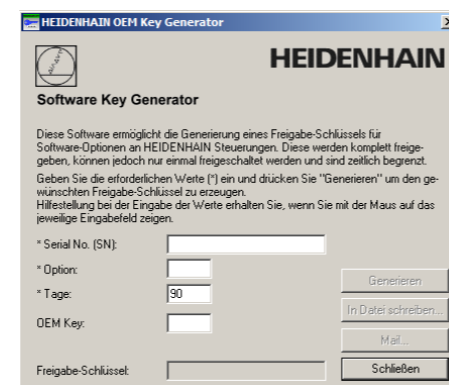 HEIDENHAIN OEM Key Generator
HEIDENHAIN
Software Key Generator
Diese Software ermöglicht die Generierung eines Freigabe-Schlüssels für
Software-Optionen an HEIDENHAIN Steuerungen. Diese werden komplett freige-
geben, können jedoch nur einmal freigeschaltet werden und sind zeitlich begrenzt.
Geben Sie die erforderlichen Werte (*) ein und drücken Sie "Generieren" um den ge-
wünschten Freigabe-Schlüssel zu erzeugen.
Hilfestellung bei der Eingabe der Werte erhalten Sie, wenn Sie mit der Maus auf das
jeweilige Eingabefeld zeigen.
* Serial No. (SN):
* Option:
* Tage: 90
OEM Key:
Generieren
In Datei schreiben...
Mail...
Freigabe-Schlüssel:
Schließen